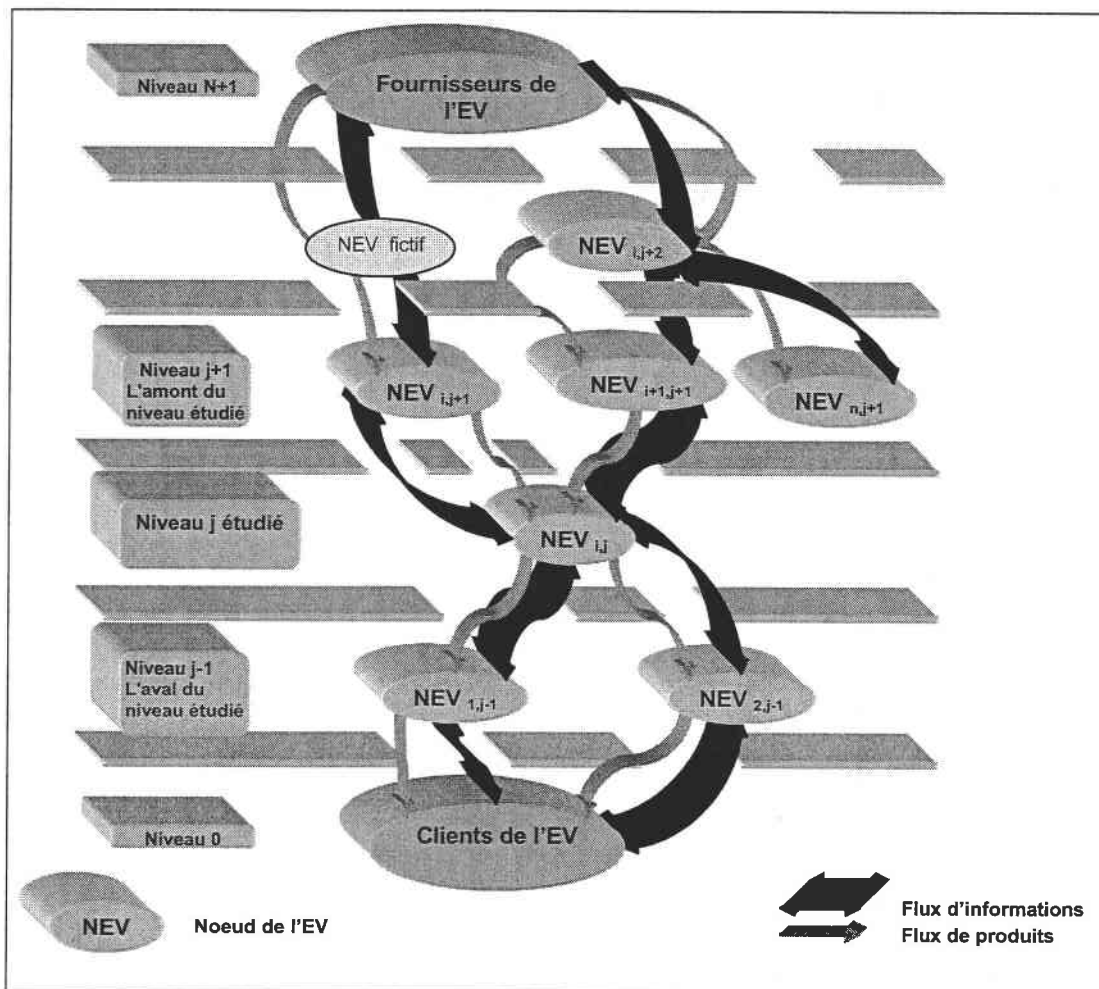 Niveau N+1
Fournisseurs de
l'EV
NEV fictif
NEV i,j+2
Niveau j+1
L'amont du
niveau étudié
NEV i,j+1
NEV i+1,j+1
NEV n,j+1
Niveau j étudié
NEV i,j
Niveau j-1
L'aval du
niveau étudié
NEV 1,j-1
NEV 2,j-1
Niveau 0
Clients de l'EV
NEV
Noeud de l'EV
Flux d'informations
Flux de produits